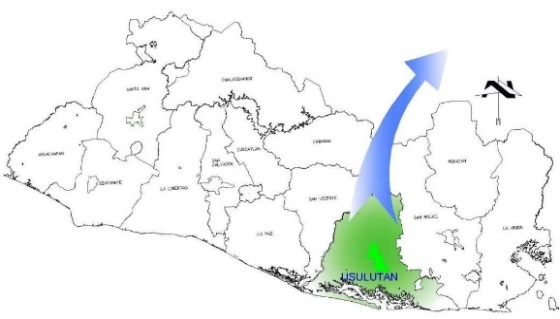 SANTA ANA
CHALATENANGO
AHUACHAPAN
SONSONATE
LA LIBERTAD
SAN
SALVADOR
CUSCATLAN
CABAÑAS
LA PAZ
SAN VICENTE
MORAZAN
SAN MIGUEL
LA UNION
USULUTAN
N